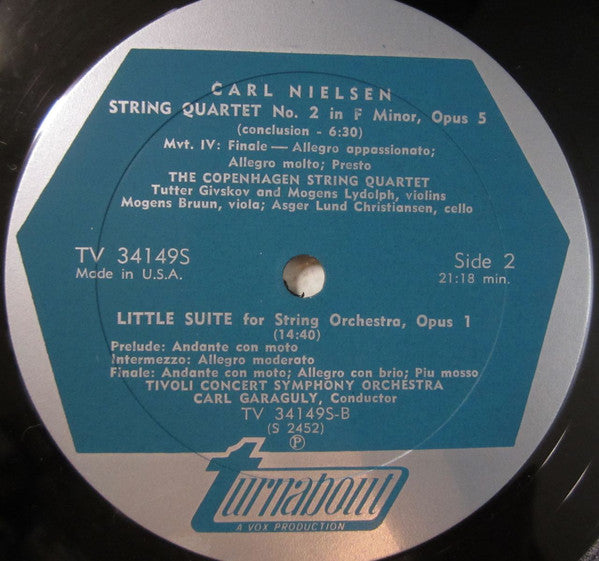 CARL NIELSEN
STRING QUARTET No. 2 in F Minor, Opus 5
(conclusion - 6:30)
Mvt. IV: Finale — Allegro appassionato;
Allegro molto; Presto
THE COPENHAGEN STRING QUARTET
Tutter Givskov and Mogens Lydolph, violins
Mogens Bruun, viola; Asger Lund Christiansen, cello
TV 34149S
Made in U.S.A.
Side 2
21:18 min.
LITTLE SUITE for String Orchestra, Opus 1
(14:40)
Prelude: Andante con moto
Intermezzo: Allegro moderato
Finale: Andante con moto; Allegro con brio; Piu mosso
TIVOLI CONCERT SYMPHONY ORCHESTRA
CARL GARAGULY, Conductor
TV 34149S-B
(S 2452)
Ⓟ
turnabout
A VOX PRODUCTION